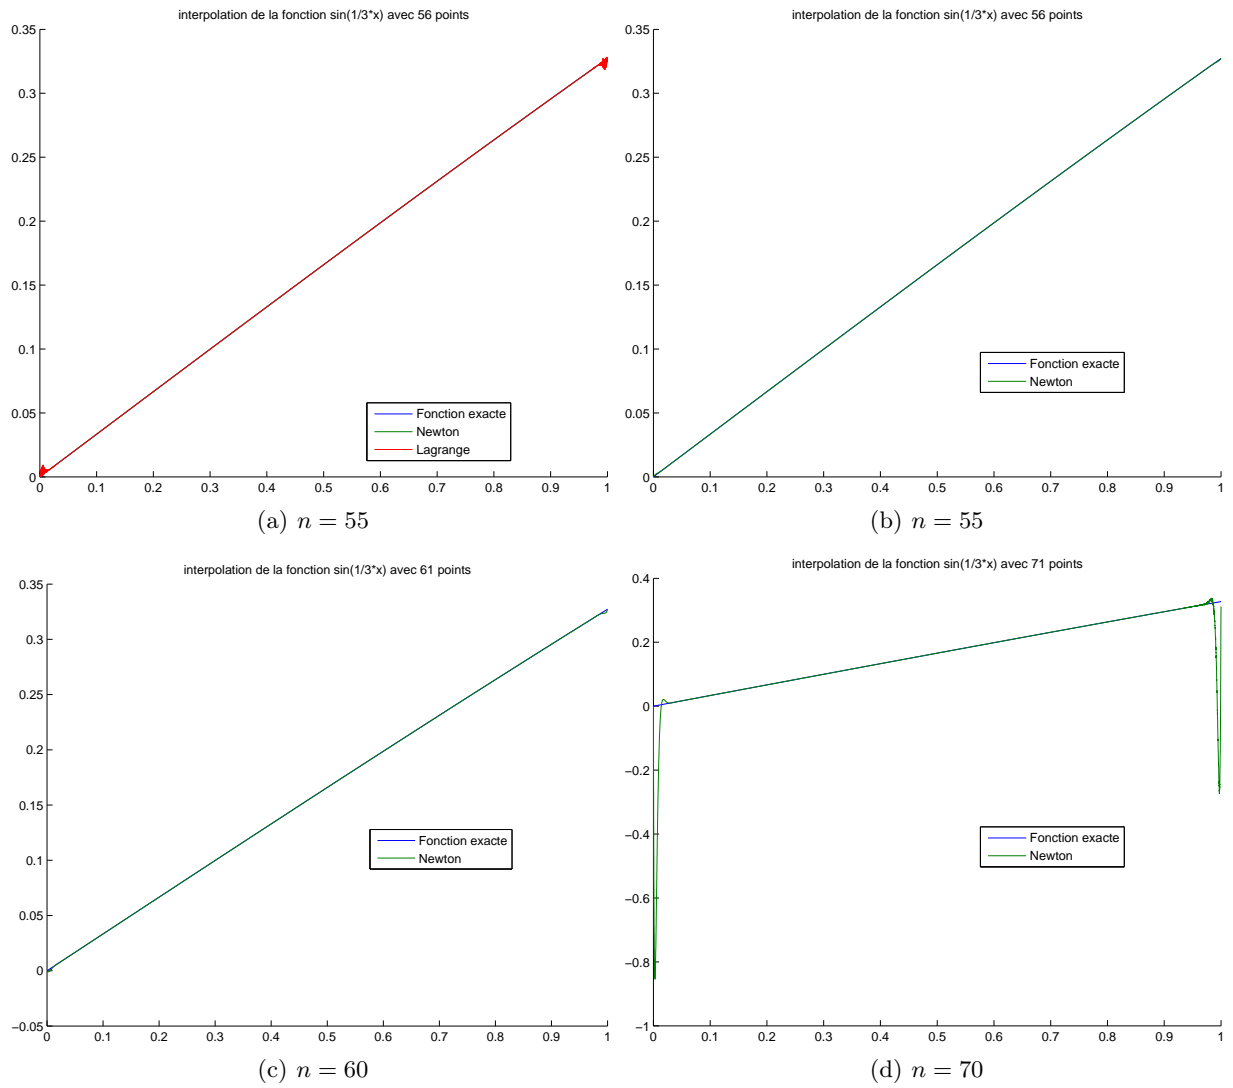 interpolation de la fonction sin(1/3*x) avec 56 points
0.35
0.3
0.25
0.2
0.15
0.1
0.05
0
0 0.1 0.2 0.3 0.4 0.5 0.6 0.7 0.8 0.9 1
Fonction exacte
Newton
Lagrange
(a) n = 55
interpolation de la fonction sin(1/3*x) avec 56 points
0.35
0.3
0.25
0.2
0.15
0.1
0.05
0
0 0.1 0.2 0.3 0.4 0.5 0.6 0.7 0.8 0.9 1
Fonction exacte
Newton
(b) n = 55
interpolation de la fonction sin(1/3*x) avec 61 points
0.35
0.3
0.25
0.2
0.15
0.1
0.05
0
−0.05
0 0.1 0.2 0.3 0.4 0.5 0.6 0.7 0.8 0.9 1
Fonction exacte
Newton
(c) n = 60
interpolation de la fonction sin(1/3*x) avec 71 points
0.4
0.2
0
−0.2
−0.4
−0.6
−0.8
−1
0 0.1 0.2 0.3 0.4 0.5 0.6 0.7 0.8 0.9 1
Fonction exacte
Newton
(d) n = 70